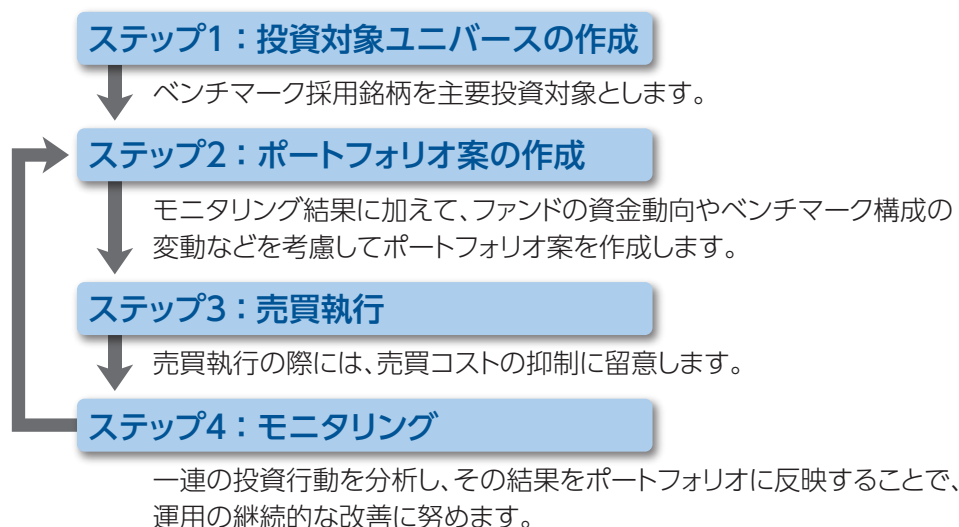 ステップ1：投資対象ユニバースの作成
ベンチマーク採用銘柄を主要投資対象とします。
ステップ2：ポートフォリオ案の作成
モニタリング結果に加えて、ファンドの資金動向やベンチマーク構成の
変動などを考慮してポートフォリオ案を作成します。
ステップ3：売買執行
売買執行の際には、売買コストの抑制に留意します。
ステップ4：モニタリング
一連の投資行動を分析し、その結果をポートフォリオに反映することで、
運用の継続的な改善に努めます。